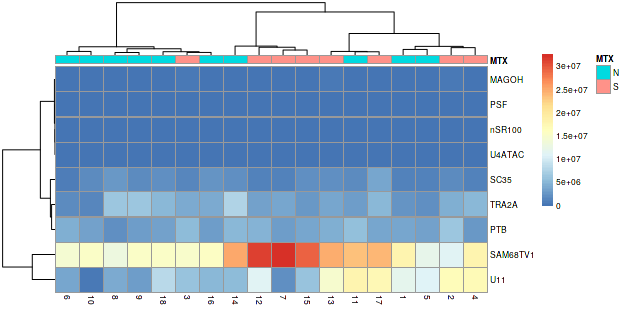 MTX
MAGOH
PSF
nSR100
U4ATAC
SC35
TRA2A
PTB
SAM68TV1
U11
6 10 8 9 18 3 16 14 12 7 15 13 11 17 1 5 2 4
3e+07
2.5e+07
2e+07
1.5e+07
1e+07
5e+06
0
MTX
N
S